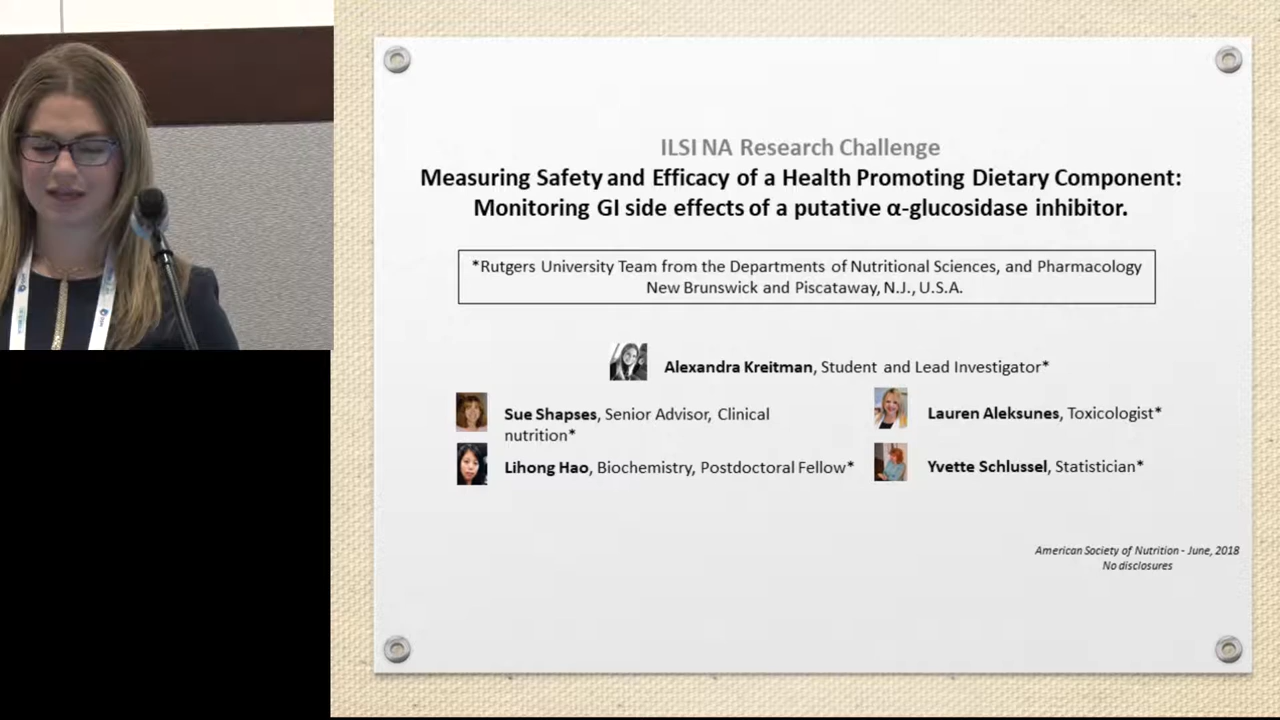 ILSI NA Research Challenge
Measuring Safety and Efficacy of a Health Promoting Dietary Component:
Monitoring GI side effects of a putative α-glucosidase inhibitor.
*Rutgers University Team from the Departments of Nutritional Sciences, and Pharmacology
New Brunswick and Piscataway, N.J., U.S.A.
Alexandra Kreitman, Student and Lead Investigator*
Sue Shapses, Senior Advisor, Clinical
nutrition*
Lauren Aleksunes, Toxicologist*
Lihong Hao, Biochemistry, Postdoctoral Fellow*
Yvette Schlussel, Statistician*
American Society of Nutrition - June, 2018
No disclosures